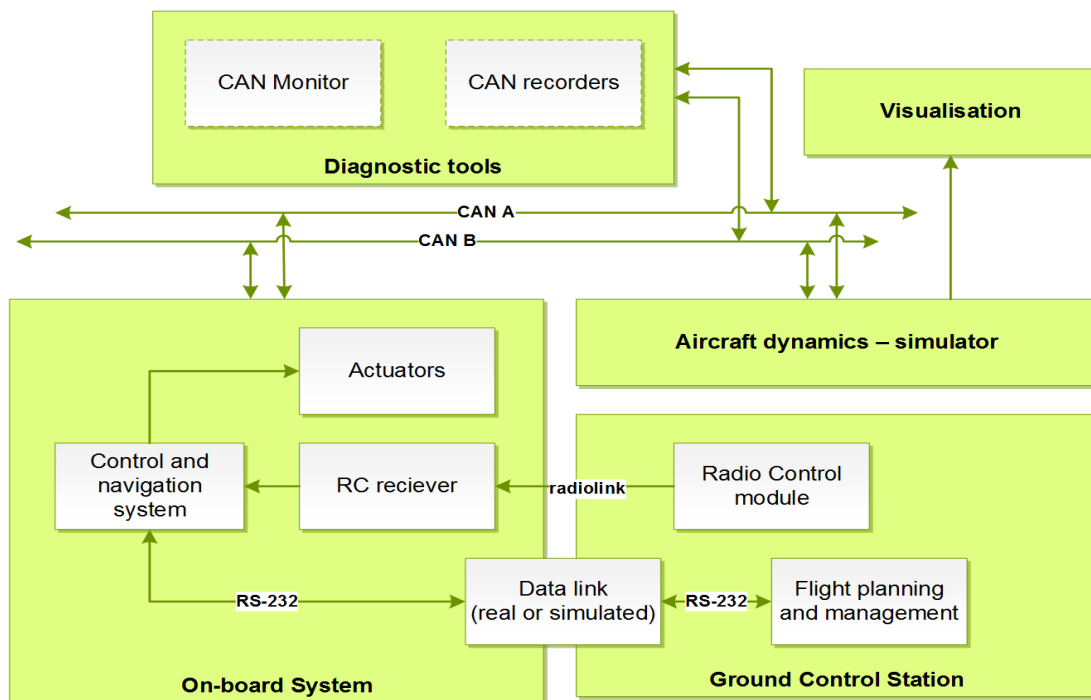 CAN Monitor
CAN recorders
Diagnostic tools
Visualisation
CAN A
CAN B
Aircraft dynamics – simulator
Actuators
Control and
navigation
system
RC reciever
radiolink
Radio Control
module
RS-232
Data link
(real or simulated)
RS-232
Flight planning
and management
On-board System
Ground Control Station